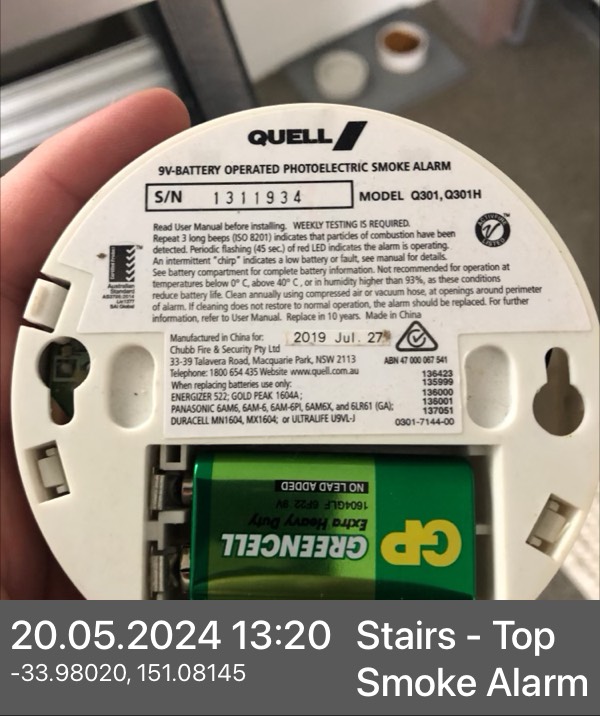 QUELL
9V-BATTERY OPERATED PHOTOELECTRIC SMOKE ALARM
S/N 1311934 MODEL Q301,Q301H
Read User Manual before installing. WEEKLY TESTING IS REQUIRED.
Repeat 3 long beeps (ISO 8201) indicates that particles of combustion have been
detected. Periodic flashing (45 sec.) of red LED indicates the alarm is operating.
An intermittent "chirp" indicates a low battery or fault, see manual for details.
See battery compartment for complete battery information. Not recommended for operation at
temperatures below 0° C, above 40° C , or in humidity higher than 93%, as these conditions
reduce battery life. Clean annually using compressed air or vacuum hose, at openings around perimeter
of alarm. If cleaning does not restore to normal operation, the alarm should be replaced. For further
information, refer to User Manual. Replace in 10 years. Made in China
Australian
Standard
AS3786:2014
SAI Global
Manufactured in China for: 2019 Jul. 27
Chubb Fire & Security Pty Ltd
33-39 Talavera Road, Macquarie Park, NSW 2113
Telephone: 1800 654 435 Website www.quell.com.au
When replacing batteries use only:
ENERGIZER 522; GOLD PEAK 1604A;
PANASONIC 6AM6, 6AM-6, 6AM-6PI, 6AM6X, and 6LR61 (GA);
DURACELL MN1604, MX1604; or ULTRALIFE U9VL-J
ABN 47 000 067 541
136423
135999
136000
136001
137051
0301-7144-00
GP
GREENCELL
Extra Heavy Duty
1604GLF 6F22 9V
NO LEAD ADDED
20.05.2024 13:20
-33.98020, 151.08145
Stairs - Top
Smoke Alarm